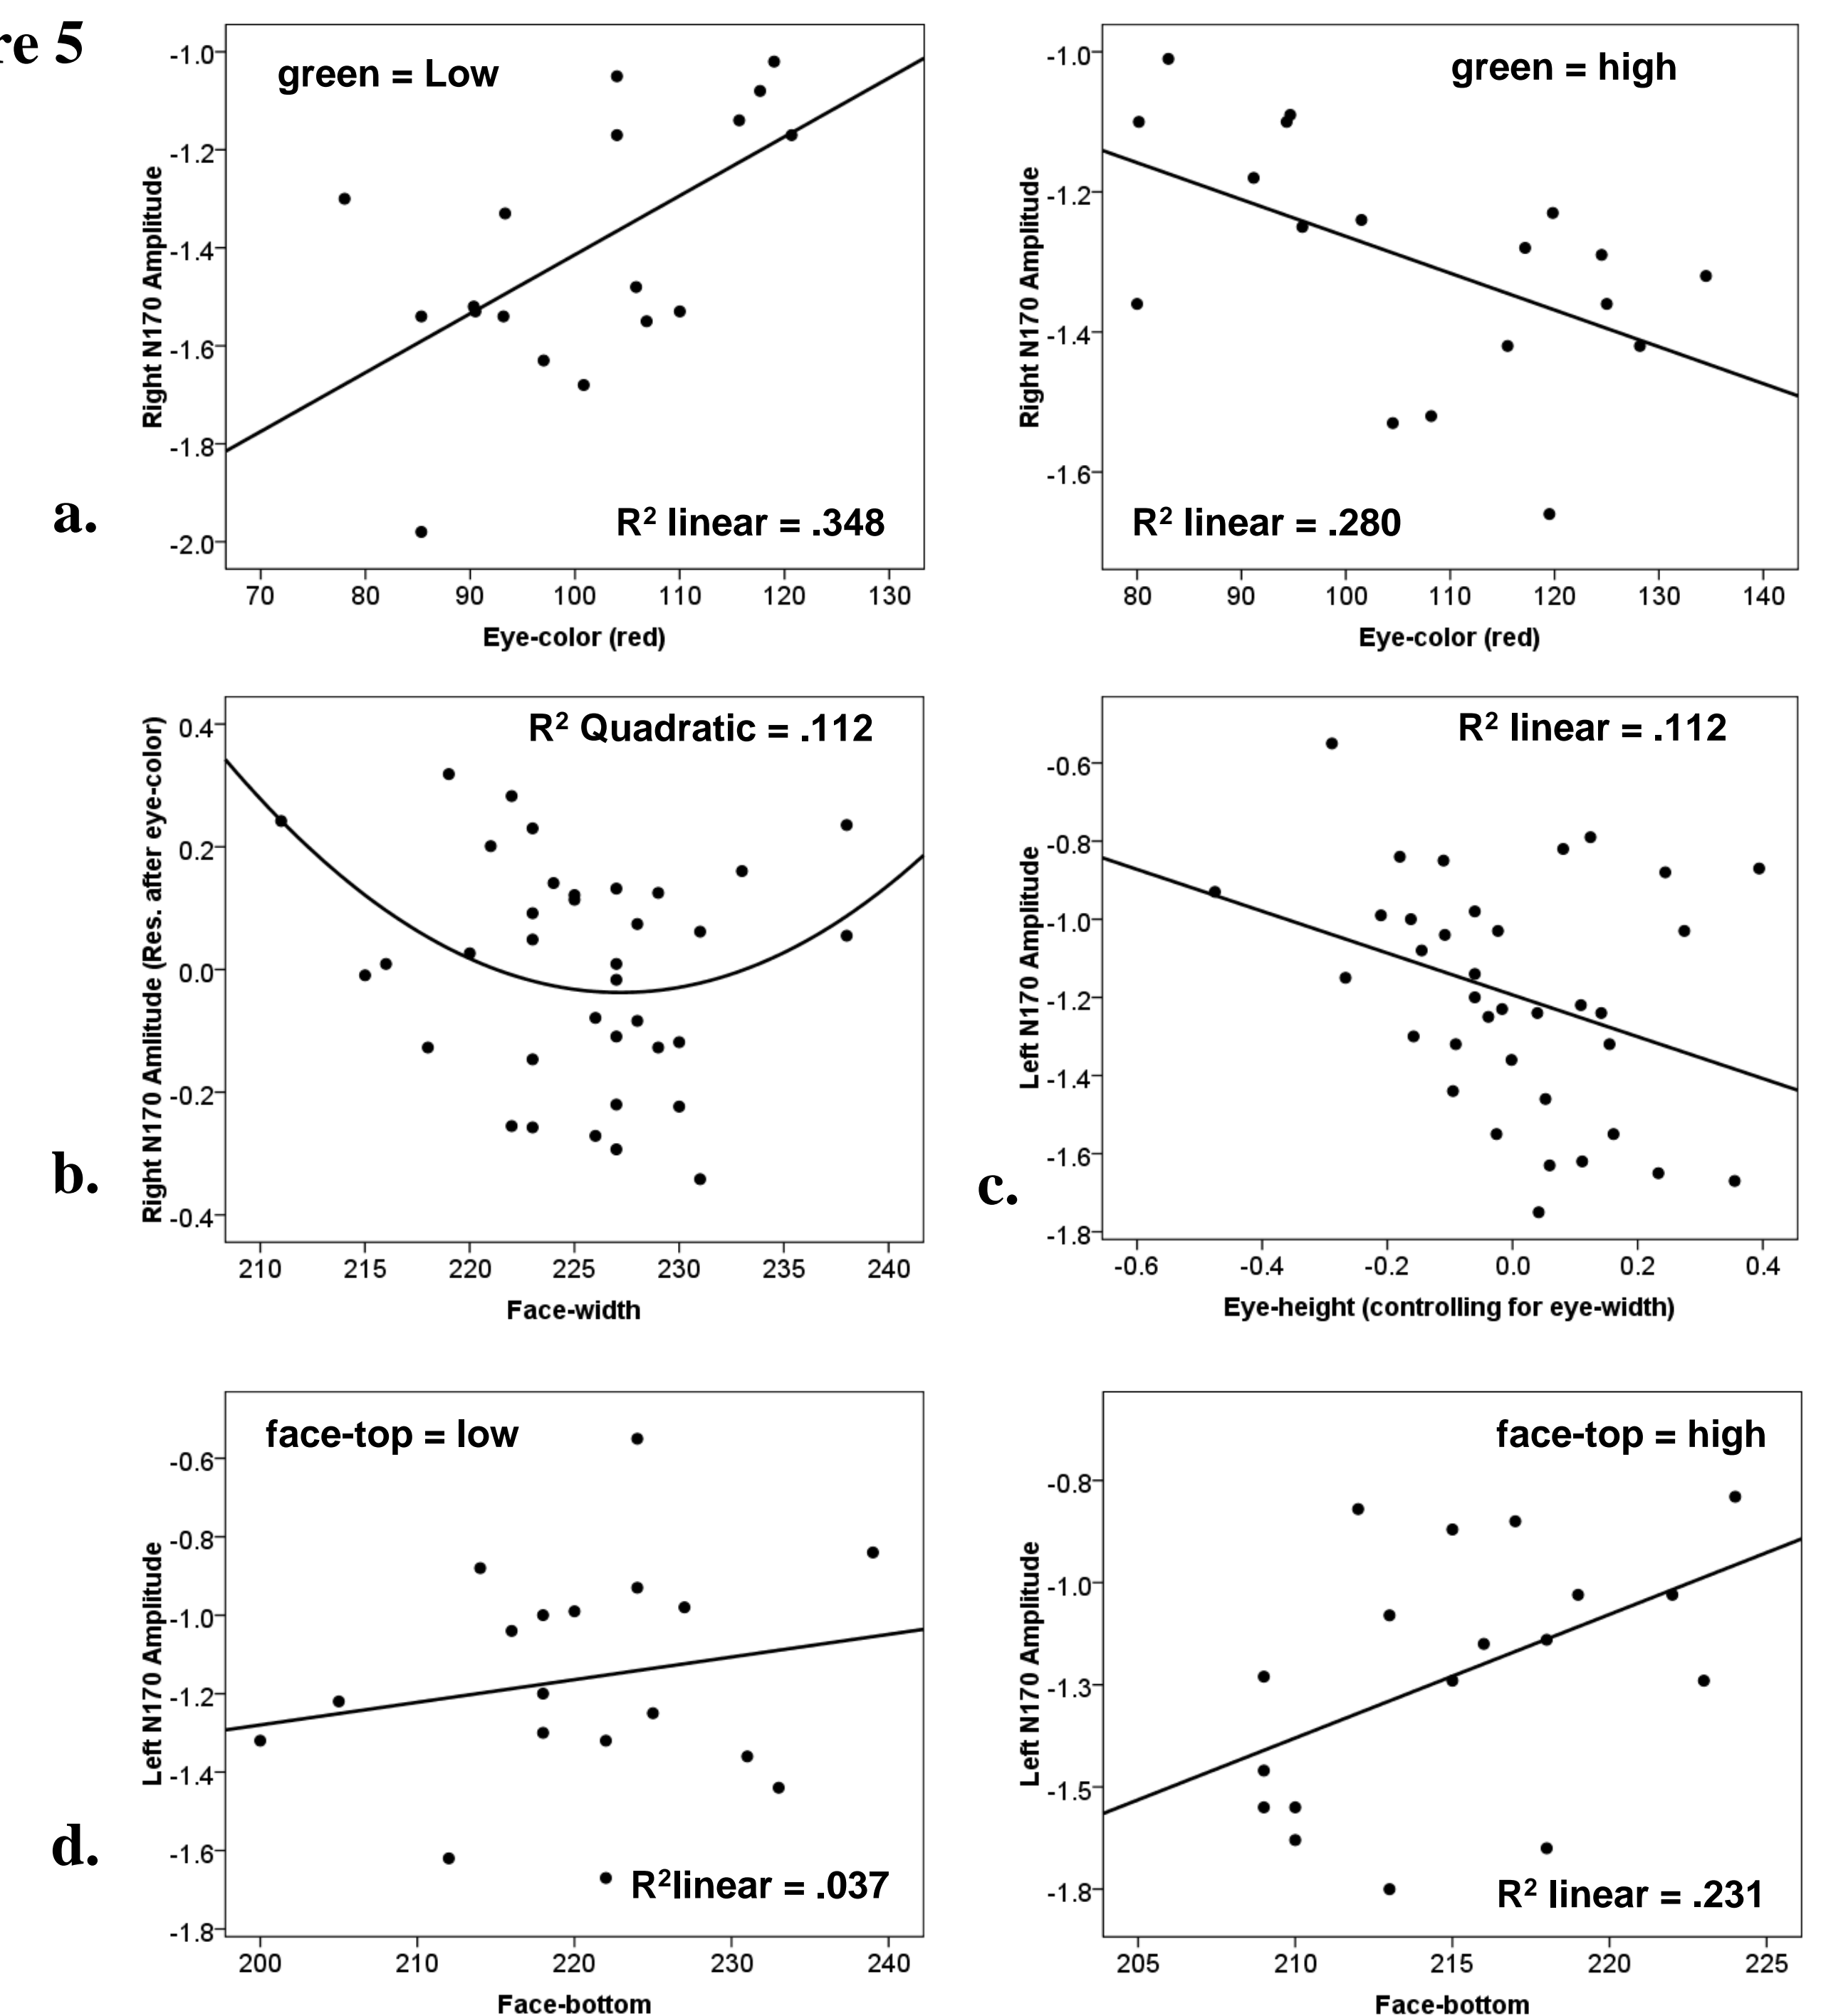 re 5
green = Low
-1.0
-1.2
-1.4
-1.6
-1.8
-2.0
Right N170 Amplitude
R² linear = .348
70 80 90 100 110 120 130
Eye-color (red)
a.
green = high
-1.0
-1.2
-1.4
-1.6
Right N170 Amplitude
R² linear = .280
80 90 100 110 120 130 140
Eye-color (red)
R² Quadratic = .112
0.4
0.2
0.0
-0.2
-0.4
Right N170 Amlitude (Res. after eye-color)
210 215 220 225 230 235 240
Face-width
b.
R² linear = .112
-0.6
-0.8
-1.0
-1.2
-1.4
-1.6
-1.8
Left N170 Amplitude
-0.6 -0.4 -0.2 0.0 0.2 0.4
Eye-height (controlling for eye-width)
c.
face-top = low
-0.6
-0.8
-1.0
-1.2
-1.4
-1.6
-1.8
Left N170 Amplitude
R²linear = .037
200 210 220 230 240
Face-bottom
d.
face-top = high
-0.8
-1.0
-1.3
-1.5
-1.8
Left N170 Amplitude
R² linear = .231
205 210 215 220 225
Face-bottom